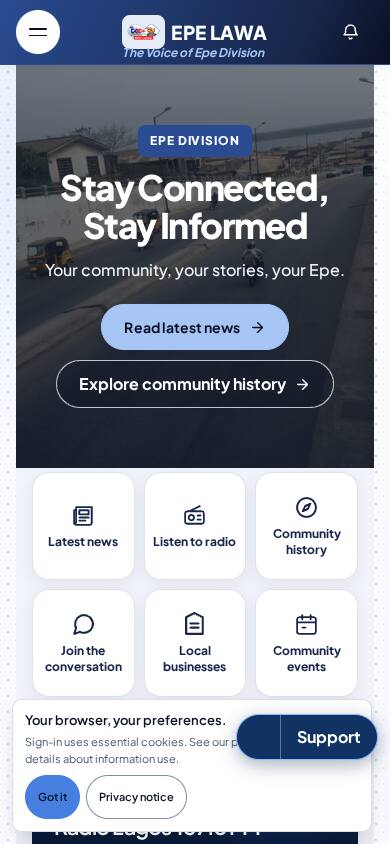 EPE LAWA
The Voice of Epe Division
EPE DIVISION
Stay Connected,
Stay Informed
Your community, your stories, your Epe.
Read latest news
Explore community history
Latest news
Listen to radio
Community
history
Join the
conversation
Local
businesses
Community
events
Your browser, your preferences.
Sign-in uses essential cookies. See our
details about information use.
Support
Got it
Privacy notice